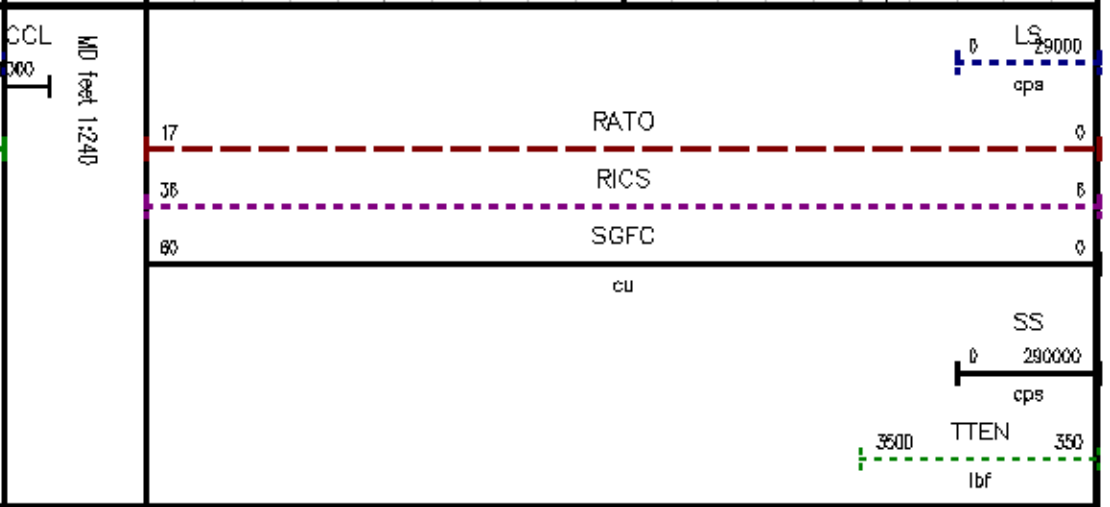 CCL
MD feet 1:240
LS
0 29000
cps
RATO
17 0
RICS
36 6
SGFC
60 0
cu
SS
0 290000
cps
TTEN
3500 350
lbf